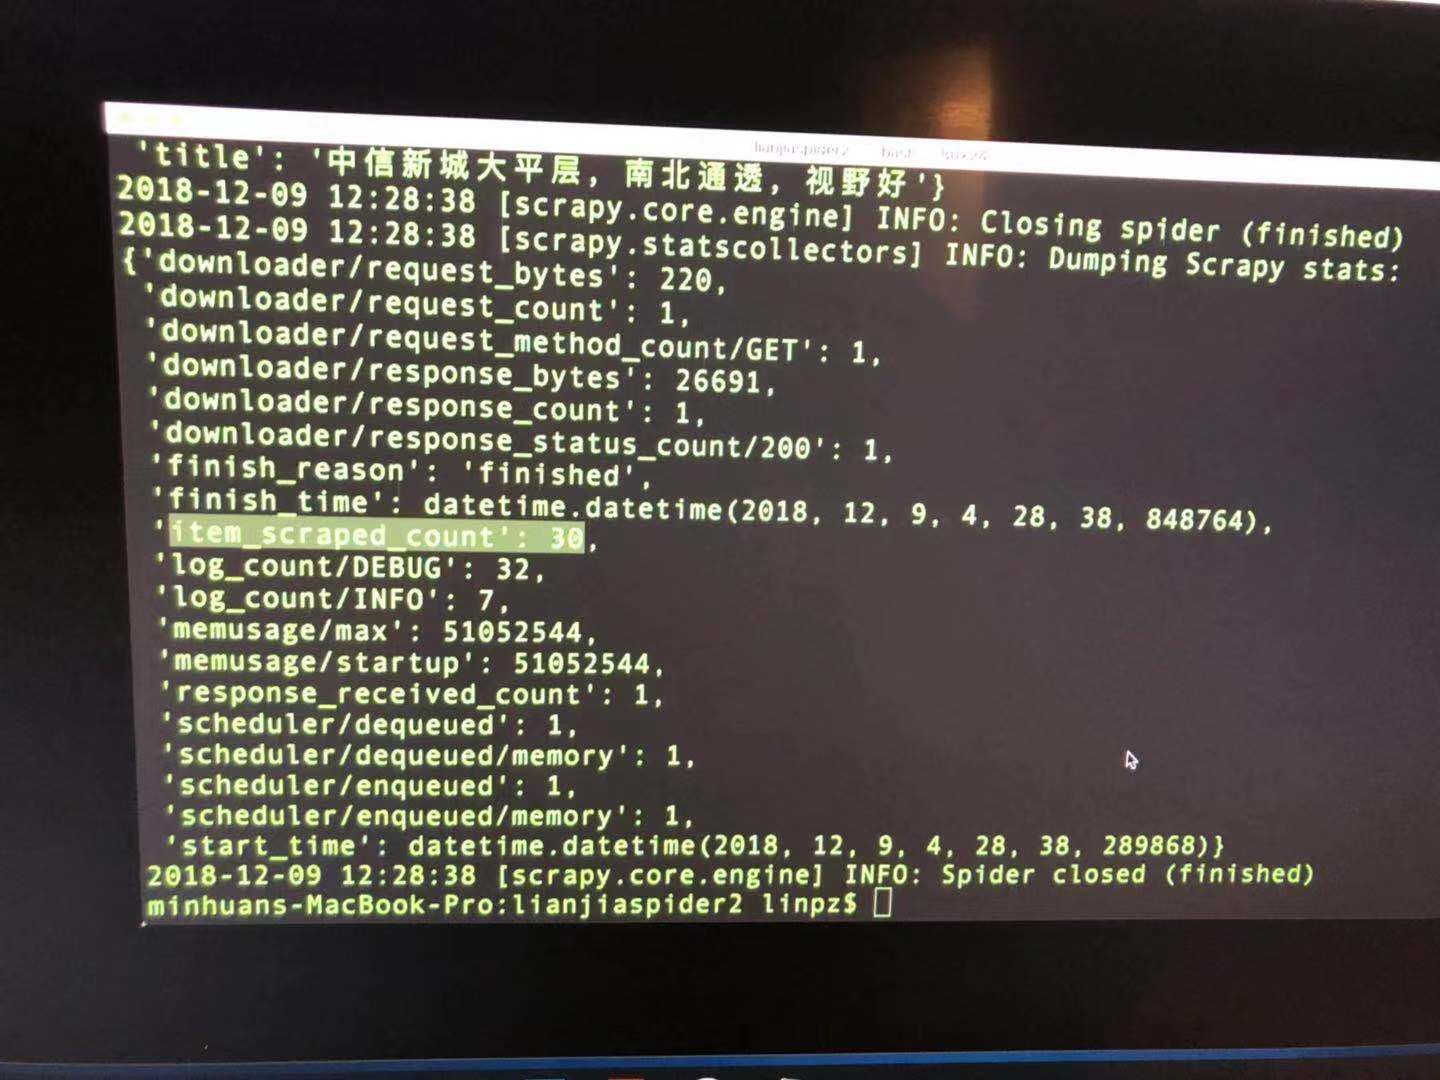 lianjiaspider2 — bash —
'title': '中信新城大平层，南北通透，视野好'}
2018-12-09 12:28:38 [scrapy.core.engine] INFO: Closing spider (finished)
2018-12-09 12:28:38 [scrapy.statscollectors] INFO: Dumping Scrapy stats:
{'downloader/request_bytes': 220,
'downloader/request_count': 1,
'downloader/request_method_count/GET': 1,
'downloader/response_bytes': 26691,
'downloader/response_count': 1,
'downloader/response_status_count/200': 1,
'finish_reason': 'finished',
'finish_time': datetime.datetime(2018, 12, 9, 4, 28, 38, 848764),
'item_scraped_count': 30,
'log_count/DEBUG': 32,
'log_count/INFO': 7,
'memusage/max': 51052544,
'memusage/startup': 51052544,
'response_received_count': 1,
'scheduler/dequeued': 1,
'scheduler/dequeued/memory': 1,
'scheduler/enqueued': 1,
'scheduler/enqueued/memory': 1,
'start_time': datetime.datetime(2018, 12, 9, 4, 28, 38, 289868)}
2018-12-09 12:28:38 [scrapy.core.engine] INFO: Spider closed (finished)
minhuans-MacBook-Pro:lianjiaspider2 linpz$